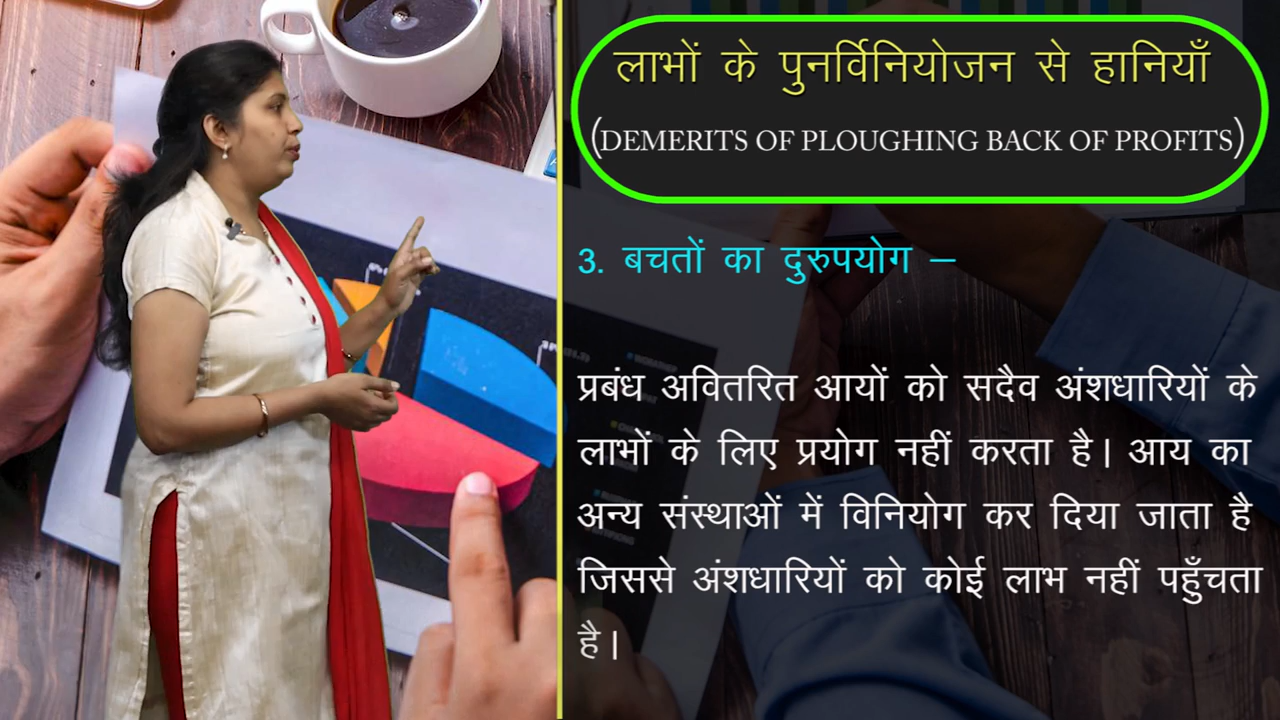 लाभों के पुनर्विनियोजन से हानियाँ
(DEMERITS OF PLOUGHING BACK OF PROFITS)
3. बचतों का दुरुपयोग –
प्रबंध अवितरित आयों को सदैव अंशधारियों के
लाभों के लिए प्रयोग नहीं करता है। आय का
अन्य संस्थाओं में विनियोग कर दिया जाता है
जिससे अंशधारियों को कोई लाभ नहीं पहुँचता
है।